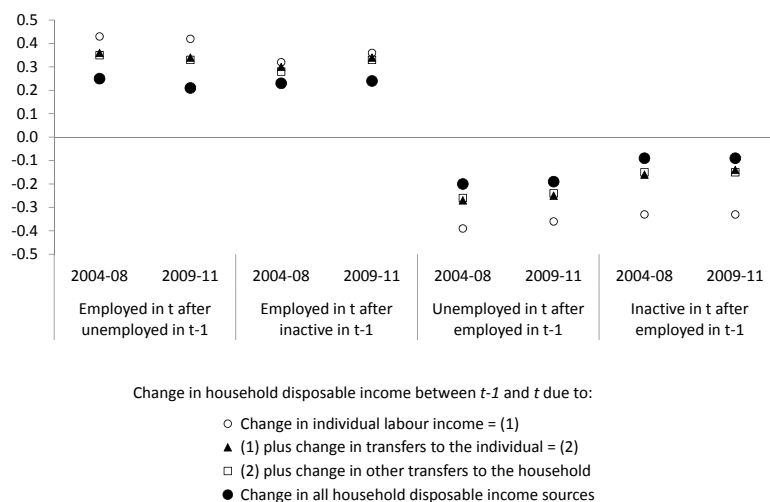 0.5
0.4
0.3
0.2
0.1
0.0
-0.1
-0.2
-0.3
-0.4
-0.5
2004-08 2009-11 2004-08 2009-11 2004-08 2009-11 2004-08 2009-11
Employed in t after unemployed in t-1
Employed in t after inactive in t-1
Unemployed in t after employed in t-1
Inactive in t after employed in t-1
Change in household disposable income between t-1 and t due to:
Change in individual labour income = (1)
(1) plus change in transfers to the individual = (2)
(2) plus change in other transfers to the household
Change in all household disposable income sources